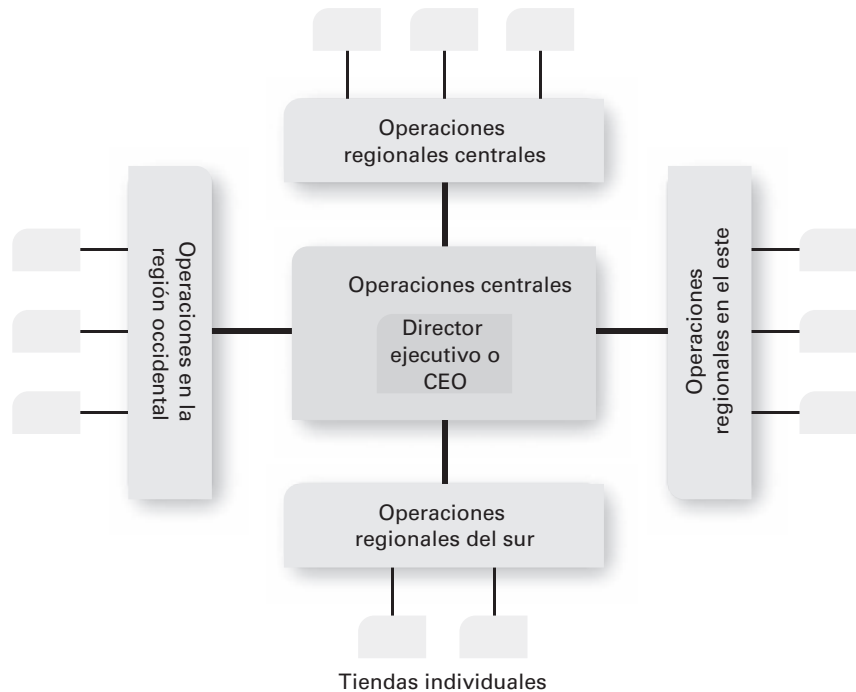 Operaciones
regionales centrales
Operaciones en la
región occidental
Operaciones centrales
Director
ejecutivo o
CEO
Operaciones
regionales en el este
Operaciones
regionales del sur
Tiendas individuales